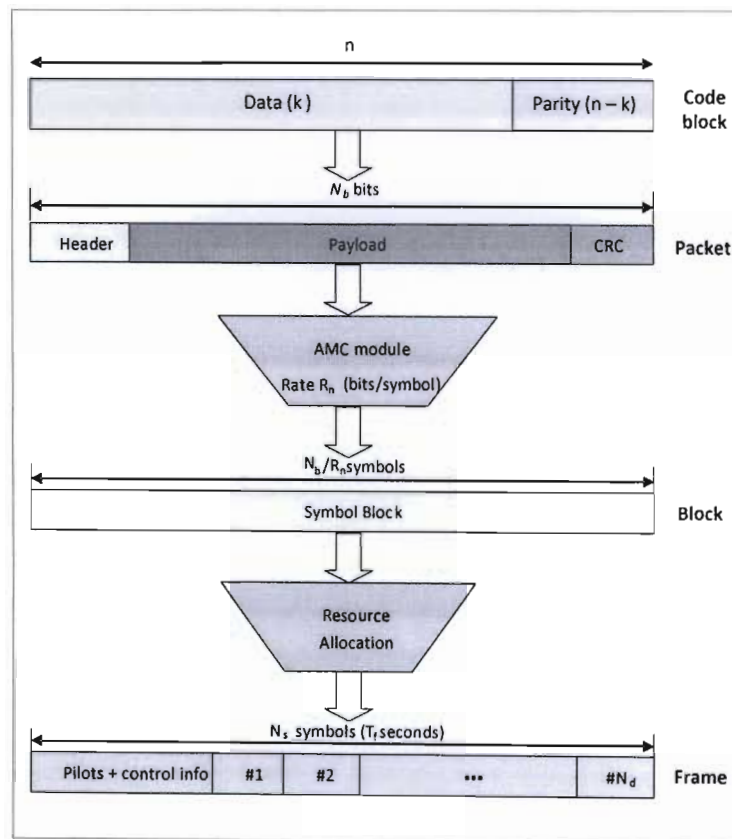 n
Data (k)
Parity (n – k)
Code
block
N_b bits
Header
Payload
CRC
Packet
AMC module
Rate R_n (bits/symbol)
N_b/R_n symbols
Symbol Block
Block
Resource
Allocation
N_s symbols (T_f seconds)
Pilots + control info
#1
#2
•••
#N_d
Frame